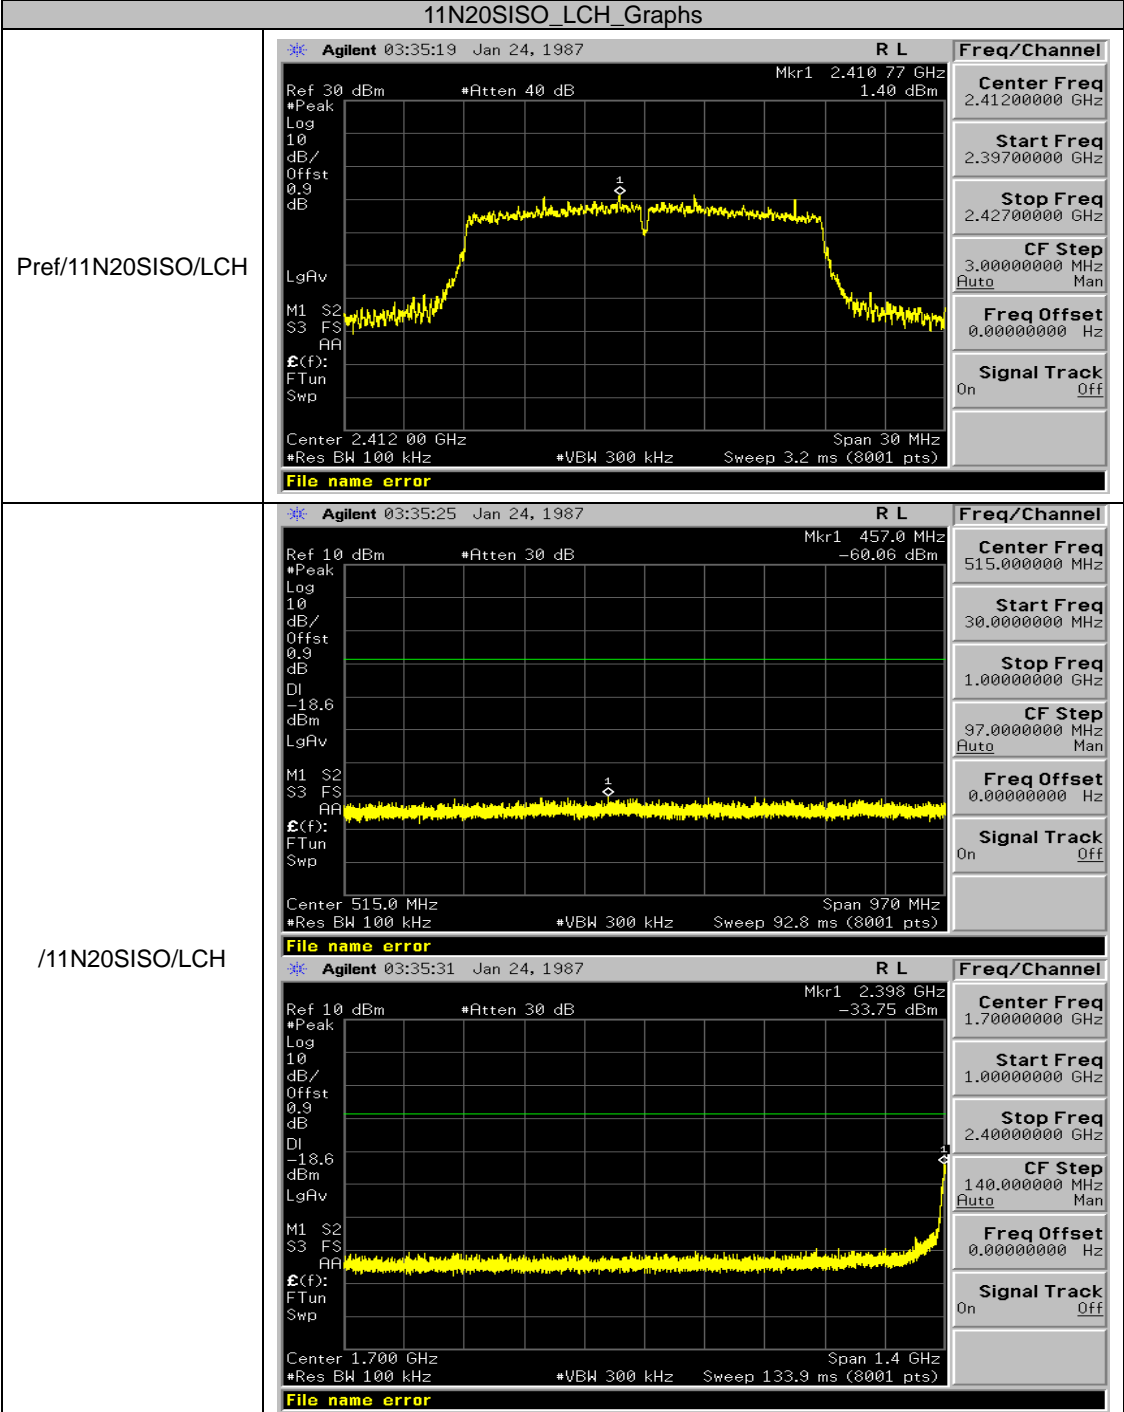 11N20SISO_LCH_Graphs
Pref/11N20SISO/LCH
Agilent 03:35:19 Jan 24, 1987 R L Freq/Channel
Mkr1 2.410 77 GHz
Ref 30 dBm #Atten 40 dB 1.40 dBm
#Peak
Log
10
dB/
Offst
0.9
dB
LgAv
M1 S2
S3 FS
AA
£(f):
FTun
Swp
1
Center 2.412 00 GHz Span 30 MHz
#Res BW 100 kHz #VBW 300 kHz Sweep 3.2 ms (8001 pts)
File name error
Center Freq
2.41200000 GHz
Start Freq
2.39700000 GHz
Stop Freq
2.42700000 GHz
CF Step
3.00000000 MHz
Auto Man
Freq Offset
0.00000000 Hz
Signal Track
On Off
/11N20SISO/LCH
Agilent 03:35:25 Jan 24, 1987 R L Freq/Channel
Mkr1 457.0 MHz
Ref 10 dBm #Atten 30 dB -60.06 dBm
#Peak
Log
10
dB/
Offst
0.9
dB
DI
-18.6
dBm
LgAv
M1 S2
S3 FS
AA
£(f):
FTun
Swp
1
Center 515.0 MHz Span 970 MHz
#Res BW 100 kHz #VBW 300 kHz Sweep 92.8 ms (8001 pts)
File name error
Center Freq
515.000000 MHz
Start Freq
30.0000000 MHz
Stop Freq
1.00000000 GHz
CF Step
97.0000000 MHz
Auto Man
Freq Offset
0.00000000 Hz
Signal Track
On Off
Agilent 03:35:31 Jan 24, 1987 R L Freq/Channel
Mkr1 2.398 GHz
Ref 10 dBm #Atten 30 dB -33.75 dBm
#Peak
Log
10
dB/
Offst
0.9
dB
DI
-18.6
dBm
LgAv
M1 S2
S3 FS
AA
£(f):
FTun
Swp
1
Center 1.700 GHz Span 1.4 GHz
#Res BW 100 kHz #VBW 300 kHz Sweep 133.9 ms (8001 pts)
File name error
Center Freq
1.70000000 GHz
Start Freq
1.00000000 GHz
Stop Freq
2.40000000 GHz
CF Step
140.000000 MHz
Auto Man
Freq Offset
0.00000000 Hz
Signal Track
On Off